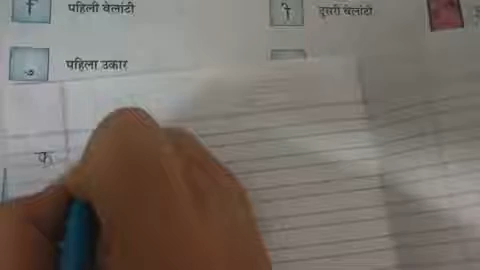 पहिली वेलांटी दुसरी वेलांटी
पहिला उकार
क